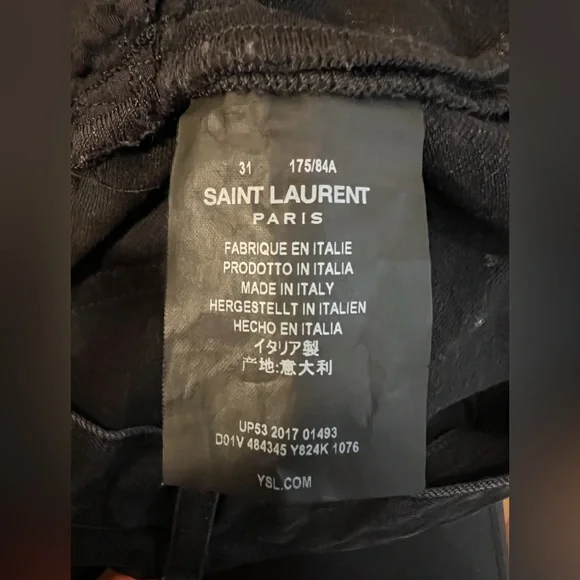 31 175/84A
SAINT LAURENT
PARIS
FABRIQUE EN ITALIE
PRODOTTO IN ITALIA
MADE IN ITALY
HERGESTELLT IN ITALIEN
HECHO EN ITALIA
イタリア製
产地:意大利
UP53 2017 01493
D01V 484345 Y824K 1076
YSL.COM